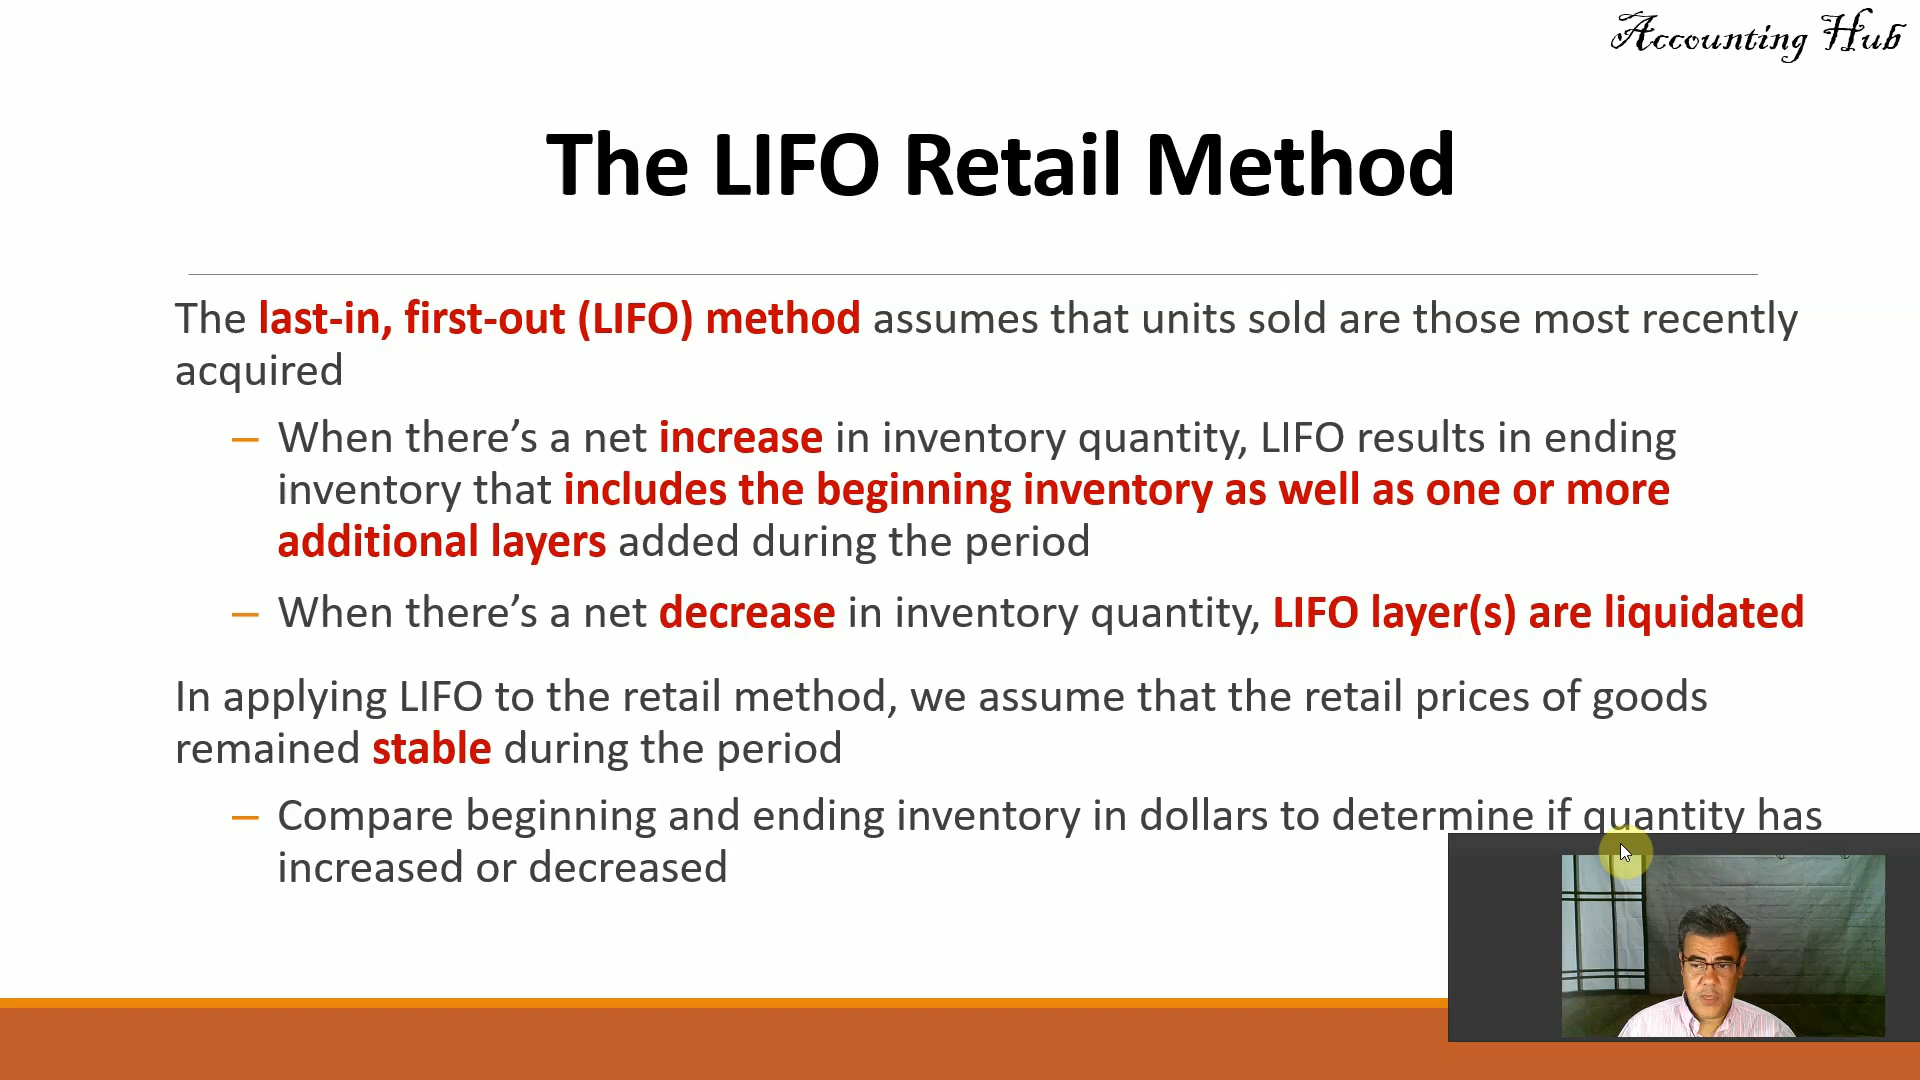 Accounting Hub
The LIFO Retail Method
The last-in, first-out (LIFO) method assumes that units sold are those most recently
acquired
– When there’s a net increase in inventory quantity, LIFO results in ending
inventory that includes the beginning inventory as well as one or more
additional layers added during the period
– When there’s a net decrease in inventory quantity, LIFO layer(s) are liquidated
In applying LIFO to the retail method, we assume that the retail prices of goods
remained stable during the period
– Compare beginning and ending inventory in dollars to determine if quantity has
increased or decreased